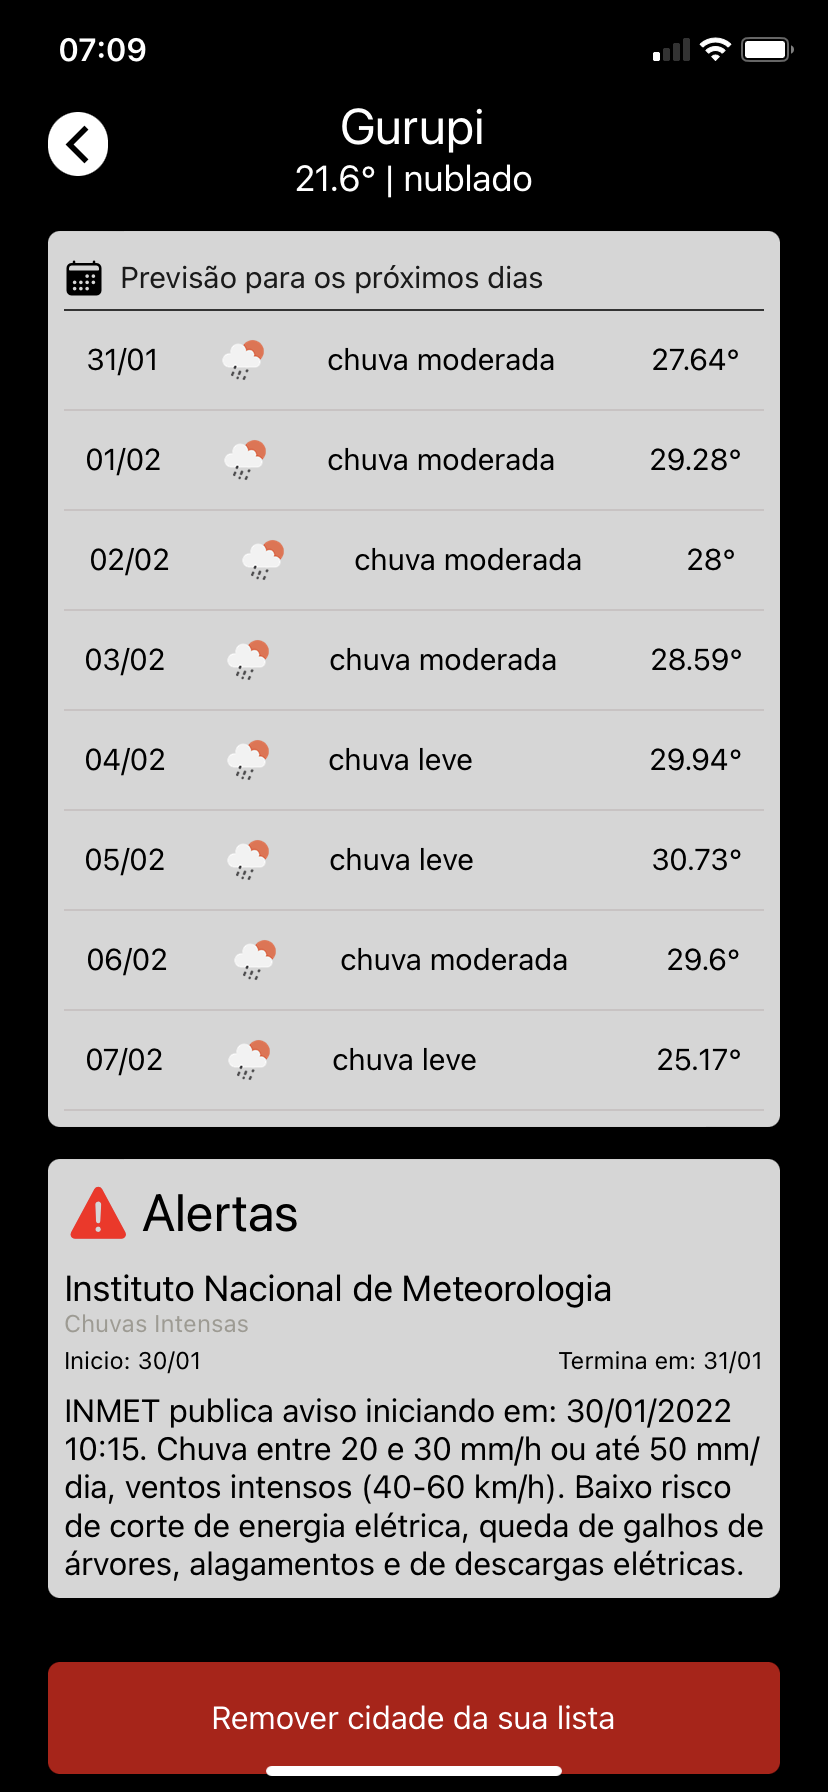 07:09
Gurupi
21.6° | nublado
Previsão para os próximos dias
31/01 chuva moderada 27.64°
01/02 chuva moderada 29.28°
02/02 chuva moderada 28°
03/02 chuva moderada 28.59°
04/02 chuva leve 29.94°
05/02 chuva leve 30.73°
06/02 chuva moderada 29.6°
07/02 chuva leve 25.17°
Alertas
Instituto Nacional de Meteorologia
Chuvas Intensas
Inicio: 30/01 Termina em: 31/01
INMET publica aviso iniciando em: 30/01/2022
10:15. Chuva entre 20 e 30 mm/h ou até 50 mm/
dia, ventos intensos (40-60 km/h). Baixo risco
de corte de energia elétrica, queda de galhos de
árvores, alagamentos e de descargas elétricas.
Remover cidade da sua lista